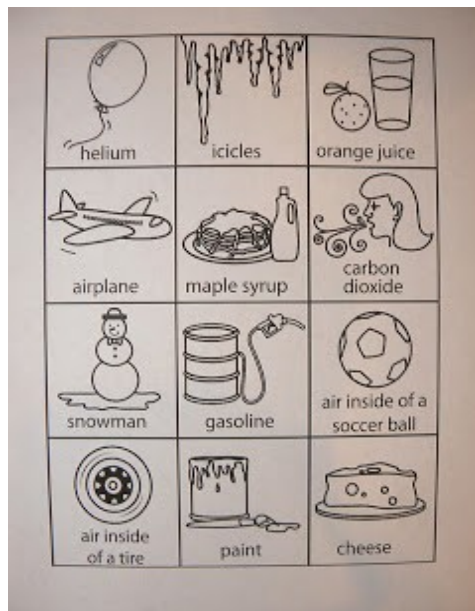 helium
icicles
orange juice
airplane
maple syrup
carbon
dioxide
snowman
gasoline
air inside of a
soccer ball
air inside
of a tire
paint
cheese